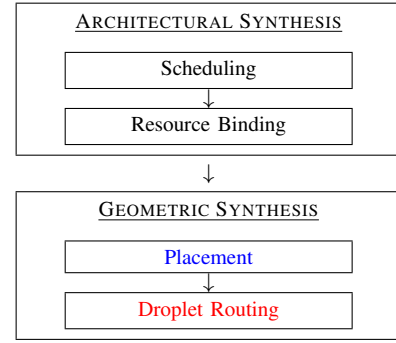 ARCHITECTURAL SYNTHESIS
Scheduling
↓
Resource Binding
↓
GEOMETRIC SYNTHESIS
Placement
↓
Droplet Routing